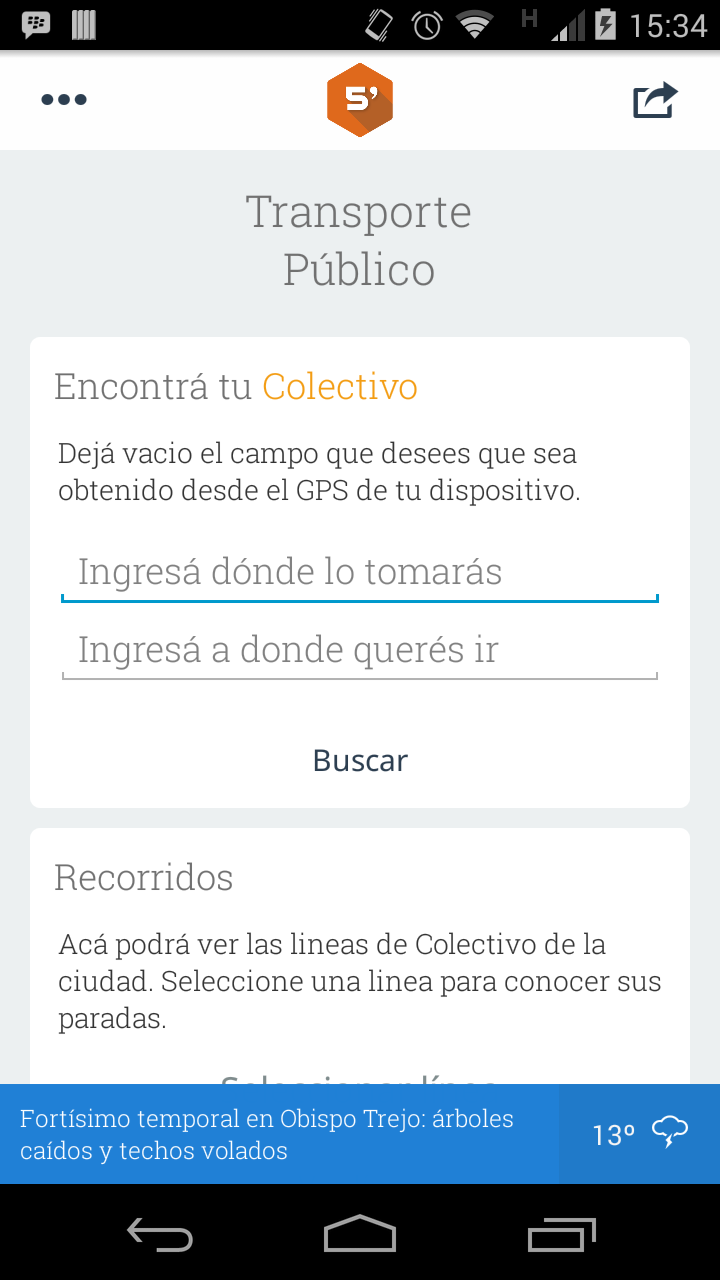 H
15:34
5'
Transporte
Público
Encontrá tu Colectivo
Dejá vacio el campo que desees que sea
obtenido desde el GPS de tu dispositivo.
Ingresá dónde lo tomarás
Ingresá a donde querés ir
Buscar
Recorridos
Acá podrá ver las lineas de Colectivo de la
ciudad. Seleccione una linea para conocer sus
paradas.
Seleccionar línea
Fortísimo temporal en Obispo Trejo: árboles
caídos y techos volados
13º